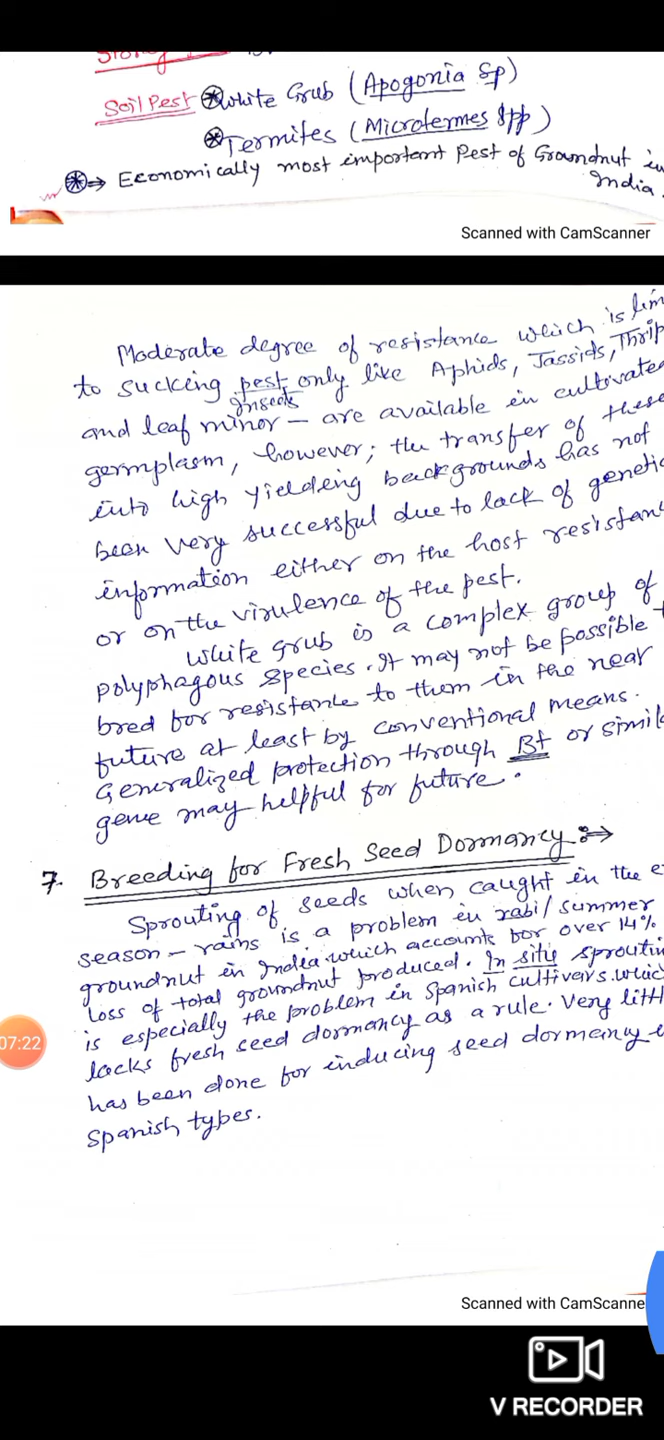 Soil Pest ⊛ White Grub (Apogonia Sp)
⊛ Termites (Microtermes Spp)
⊛⇒ Economically most important Pest of Groundnut in
India.
Scanned with CamScanner
Moderate degree of resistance which is lim
to sucking pest only like Aphids, Jassids, Thrip
insects
and leaf minor – are available in cultivate
germplasm, however; the transfer of these
into high yielding backgrounds has not
been very successful due to lack of genetic
information either on the host resistan
or on the virulence of the pest.
White grub is a complex group of
polyphagous species. It may not be possible t
bred for resistance to them in the near
future at least by conventional means.
Generalized protection through Bt or simila
gene may helpful for future.
7. Breeding for Fresh Seed Dormancy :→
Sprouting of seeds when caught in the e
season – rains is a problem in rabi/summer
groundnut in India which accounts for over 14%
loss of total groundnut produced. In situ sproutin
is especially the problem in Spanish cultivars. whic
lacks fresh seed dormancy as a rule. Very littl
has been done for inducing seed dormancy i
Spanish types.
07:22
Scanned with CamScanne
V RECORDER